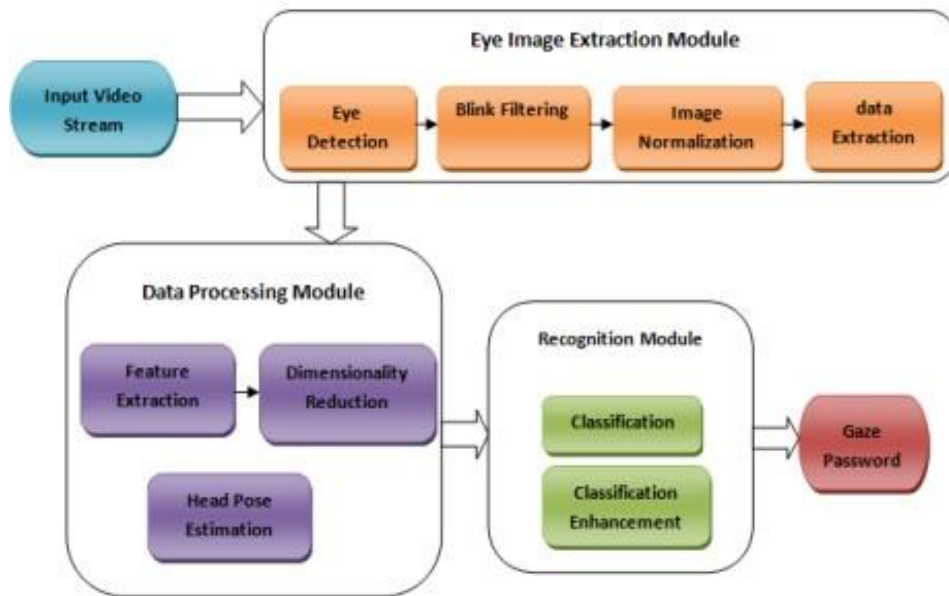 Eye Image Extraction Module
Input Video
Stream
Eye
Detection
Blink Filtering
Image
Normalization
data
Extraction
Data Processing Module
Feature
Extraction
Dimensionality
Reduction
Head Pose
Estimation
Recognition Module
Classification
Classification
Enhancement
Gaze
Password